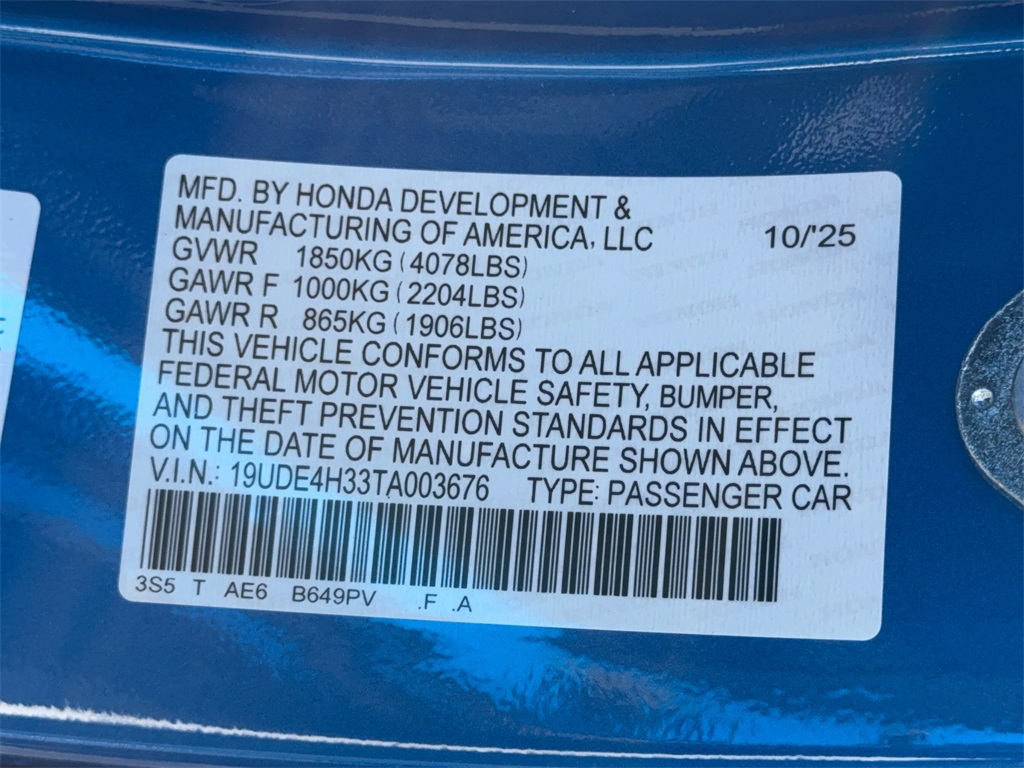 MFD. BY HONDA DEVELOPMENT &
MANUFACTURING OF AMERICA, LLC 10/'25
GVWR 1850KG (4078LBS)
GAWR F 1000KG (2204LBS)
GAWR R 865KG (1906LBS)
THIS VEHICLE CONFORMS TO ALL APPLICABLE
FEDERAL MOTOR VEHICLE SAFETY, BUMPER,
AND THEFT PREVENTION STANDARDS IN EFFECT
ON THE DATE OF MANUFACTURE SHOWN ABOVE.
V.I.N.: 19UDE4H33TA003676 TYPE: PASSENGER CAR
3S5 T AE6 B649PV .F .A